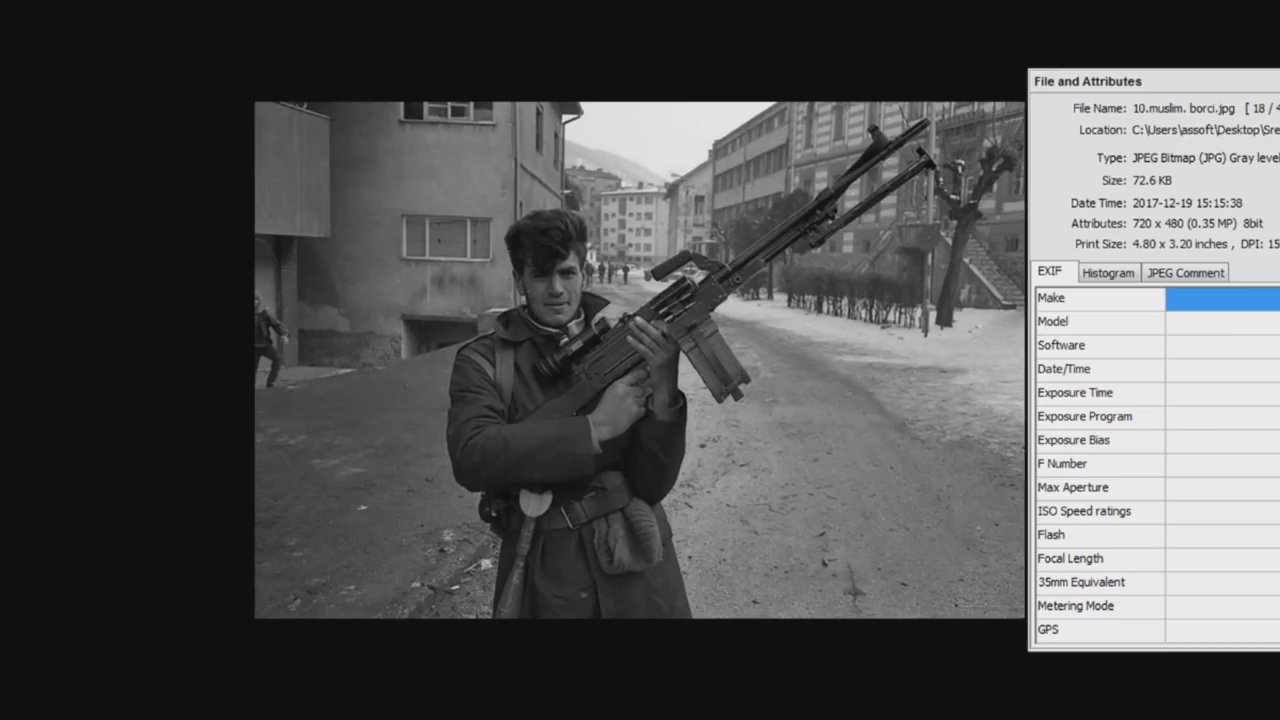 File and Attributes
File Name: 10.muslim. borci.jpg [ 18 / 4
Location: C:\Users\assoft\Desktop\Sre
Type: JPEG Bitmap (JPG) Gray level
Size: 72.6 KB
Date Time: 2017-12-19 15:15:38
Attributes: 720 x 480 (0.35 MP) 8bit
Print Size: 4.80 x 3.20 inches , DPI: 15
EXIF Histogram JPEG Comment
Make
Model
Software
Date/Time
Exposure Time
Exposure Program
Exposure Bias
F Number
Max Aperture
ISO Speed ratings
Flash
Focal Length
35mm Equivalent
Metering Mode
GPS